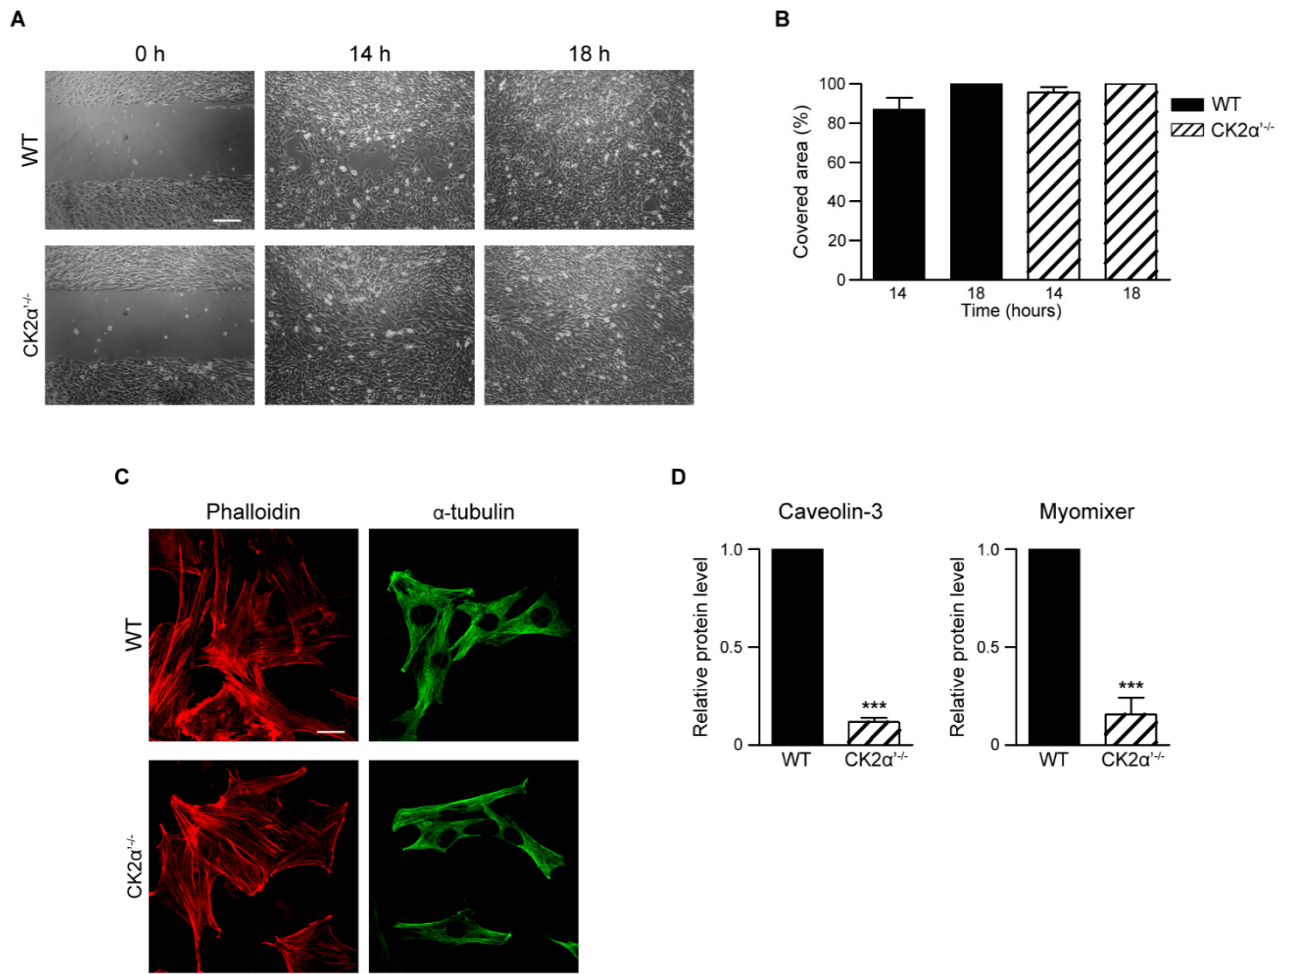 A
0 h 14 h 18 h
WT
CK2α’-/-
B
Covered area (%)
100
80
60
40
20
0
14 18 14 18
Time (hours)
WT
CK2α’-/-
C
Phalloidin α-tubulin
WT
CK2α’-/-
D
Caveolin-3
Relative protein level
1.0
0.5
0
***
WT CK2α’-/-
Myomixer
Relative protein level
1.0
0.5
0
***
WT CK2α’-/-